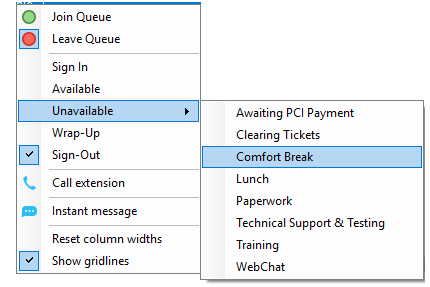 Join Queue
Leave Queue
Sign In
Available
Unavailable
Wrap-Up
Sign-Out
Call extension
Instant message
Reset column widths
Show gridlines
Awaiting PCI Payment
Clearing Tickets
Comfort Break
Lunch
Paperwork
Technical Support & Testing
Training
WebChat